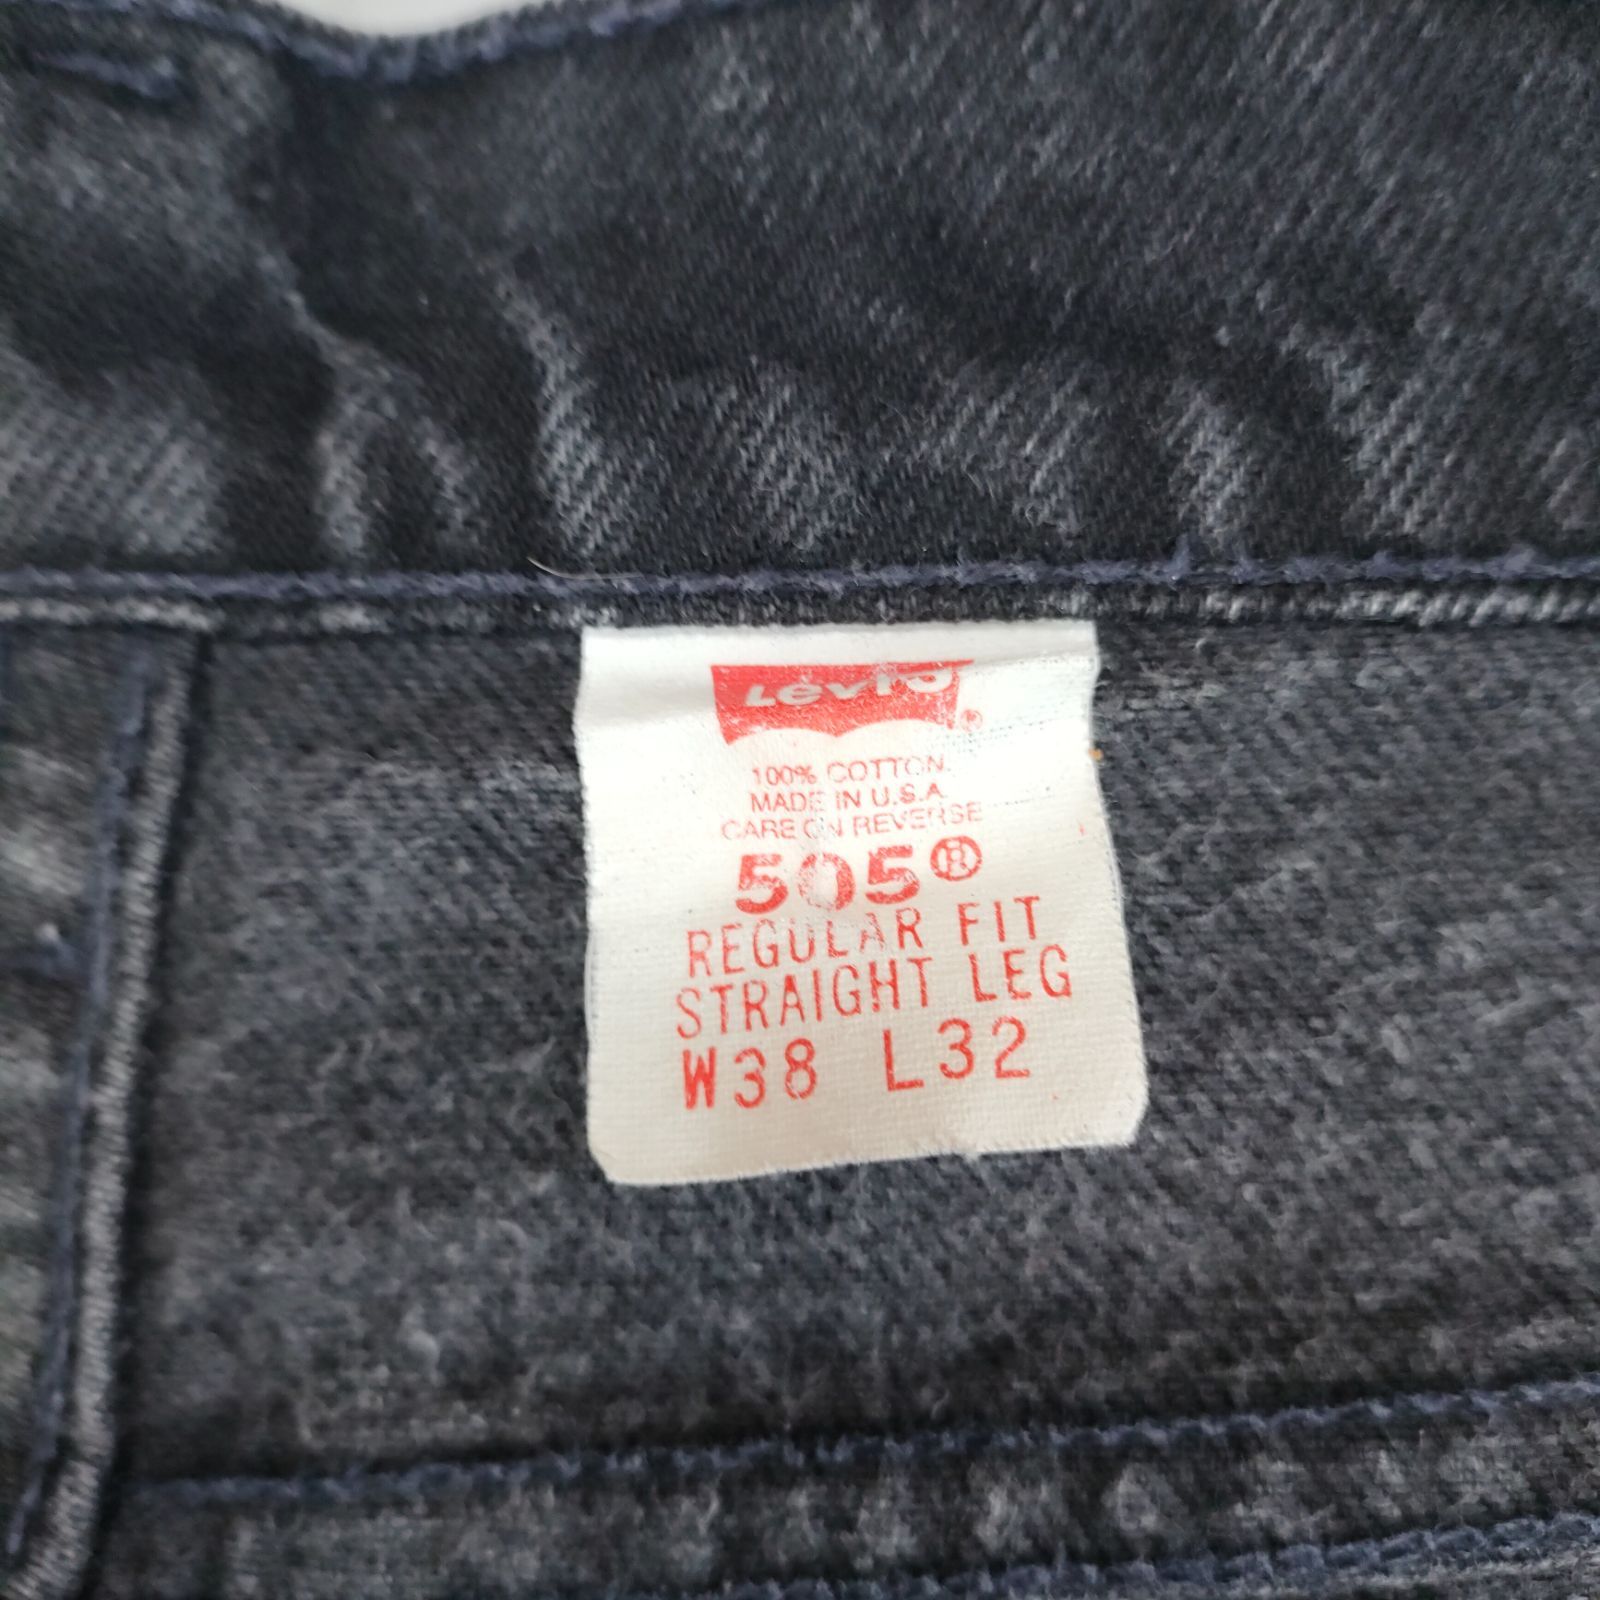 Levi's
®
100% COTTON.
MADE IN U.S.A.
CARE ON REVERSE
505®
REGULAR FIT
STRAIGHT LEG
W38 L32